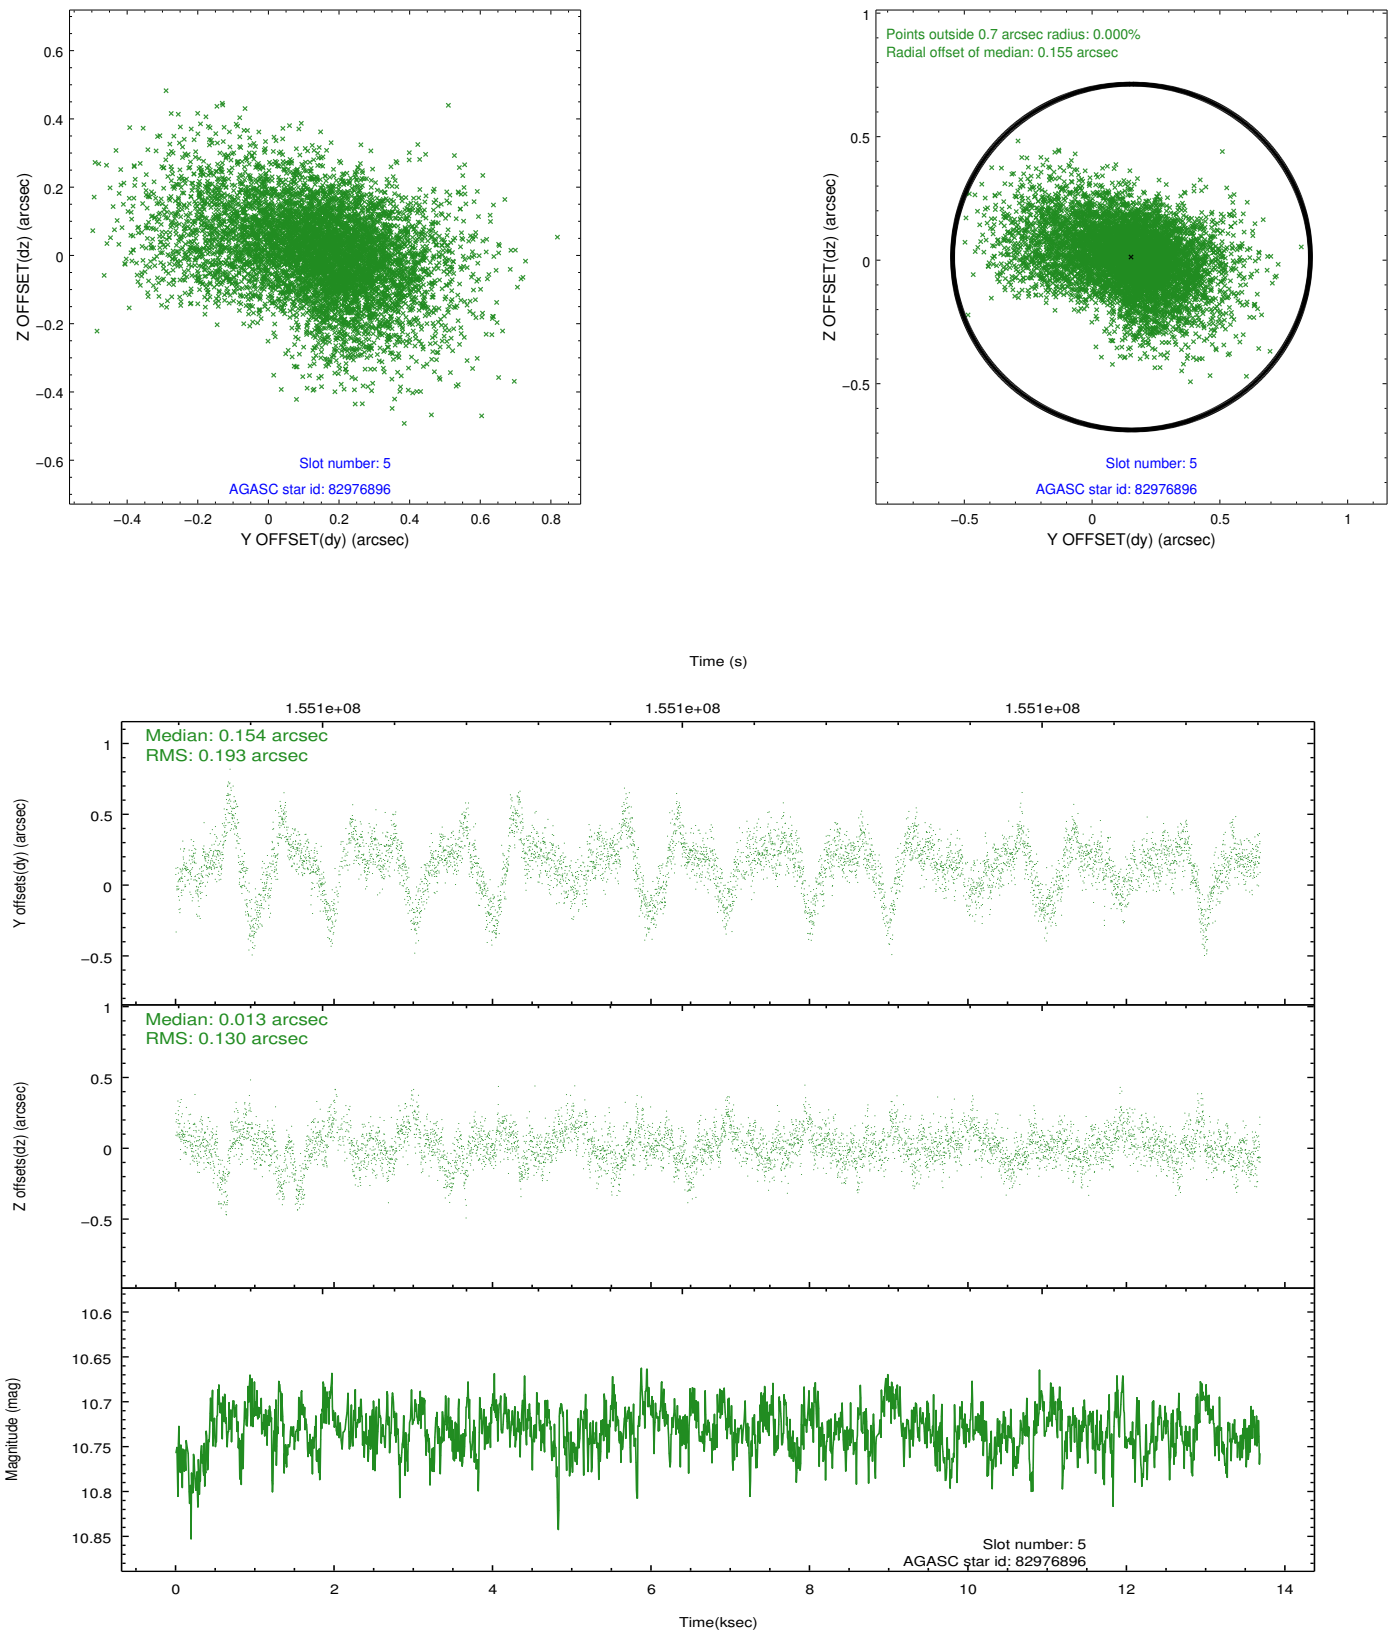 0.6
0.4
0.2
0
−0.2
−0.4
−0.6
Z OFFSET(dz) (arcsec)
Slot number: 5
AGASC star id: 82976896
−0.4 −0.2 0 0.2 0.4 0.6 0.8
Y OFFSET(dy) (arcsec)
Points outside 0.7 arcsec radius: 0.000%
Radial offset of median: 0.155 arcsec
1
0.5
0
−0.5
Z OFFSET(dz) (arcsec)
Slot number: 5
AGASC star id: 82976896
−0.5 0 0.5 1
Y OFFSET(dy) (arcsec)
Time (s)
1.551e+08 1.551e+08 1.551e+08
Median: 0.154 arcsec
RMS: 0.193 arcsec
1
0.5
0
−0.5
Y offsets(dy) (arcsec)
Median: 0.013 arcsec
RMS: 0.130 arcsec
1
0.5
0
−0.5
Z offsets(dz) (arcsec)
10.6
10.65
10.7
10.75
10.8
10.85
Magnitude (mag)
Slot number: 5
AGASC star id: 82976896
0 2 4 6 8 10 12 14
Time(ksec)